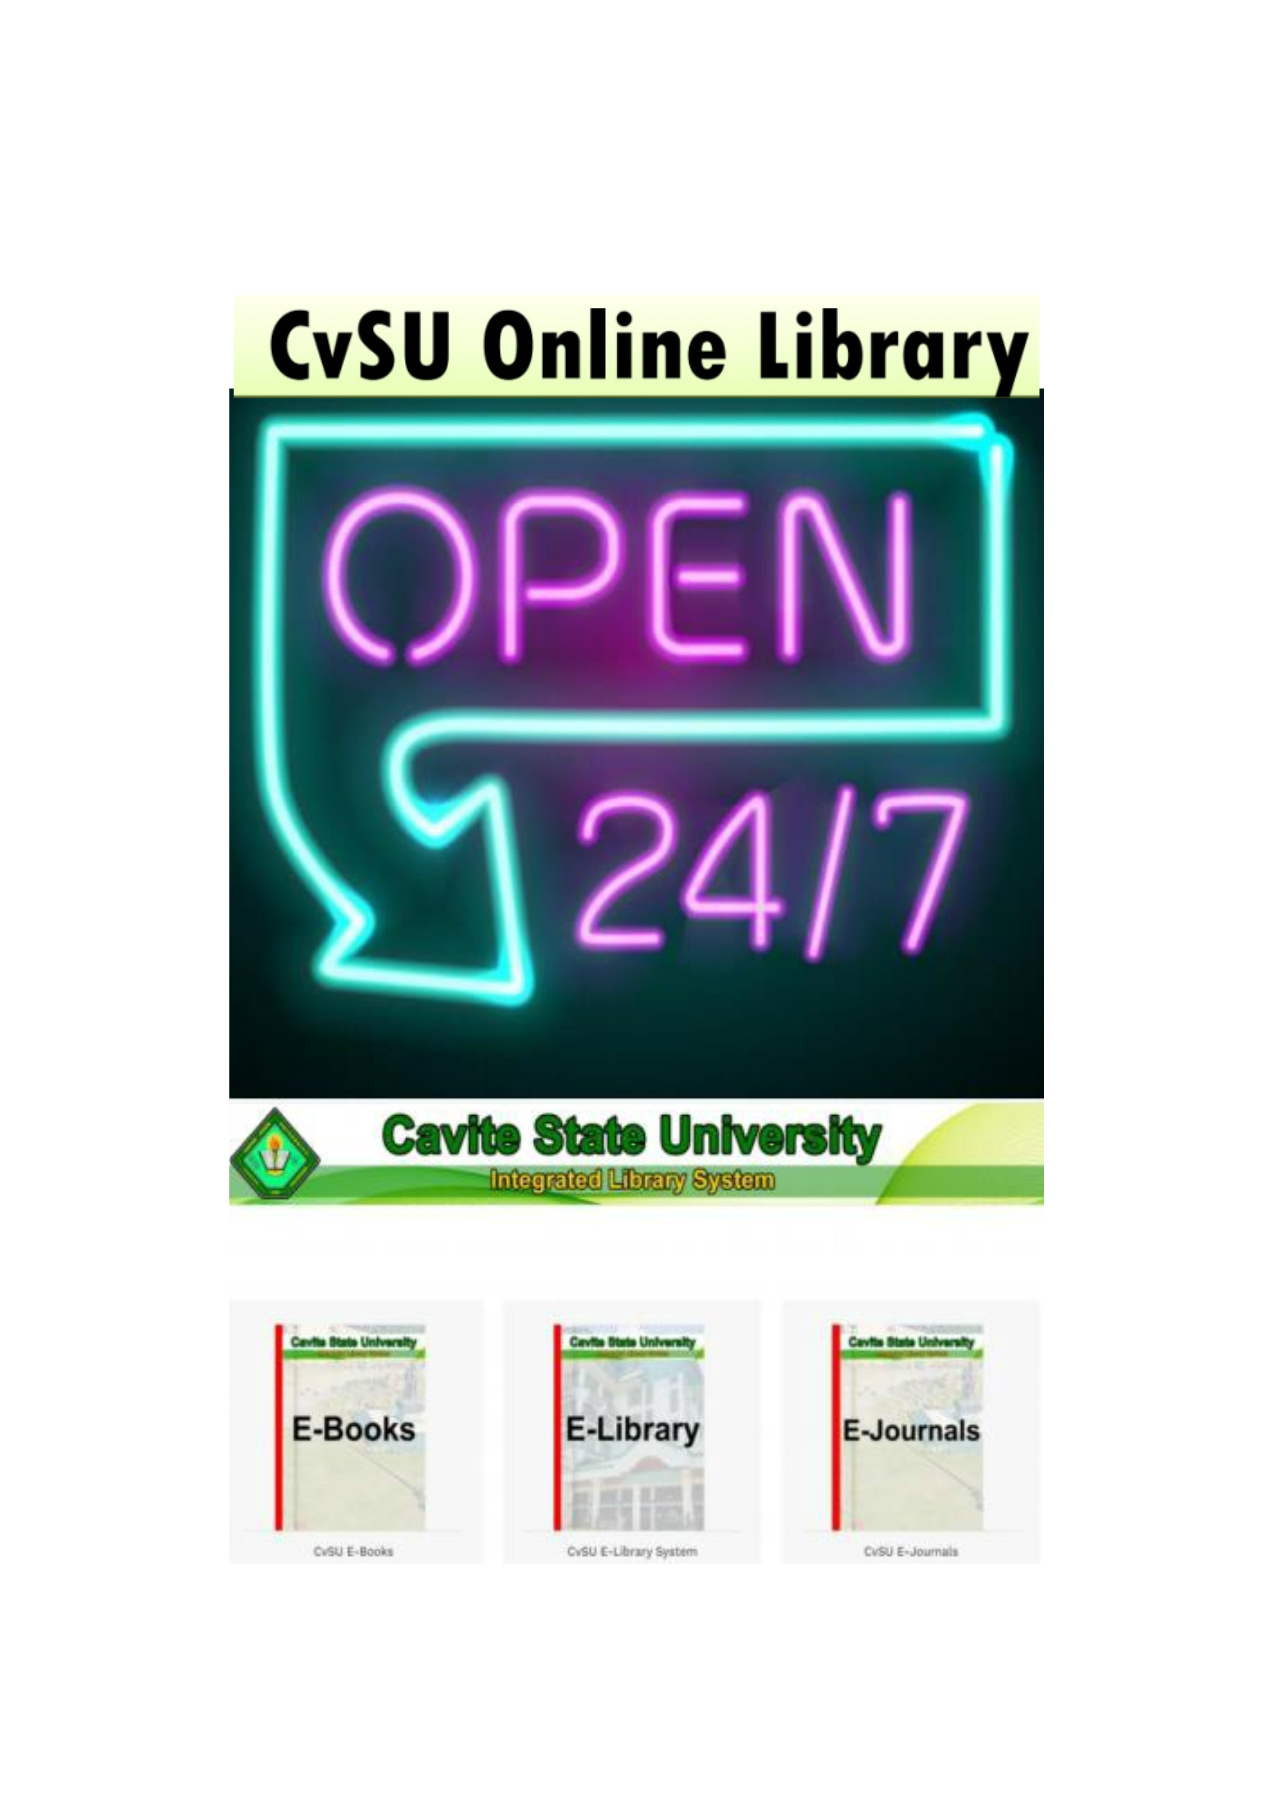 CvSU Online Library
OPEN
24/7
Cavite State University
Integrated Library System
Cavite State University
E-Books
CvSU E-Books
Cavite State University
E-Library
CvSU E-Library System
Cavite State University
E-Journals
CvSU E-Journals